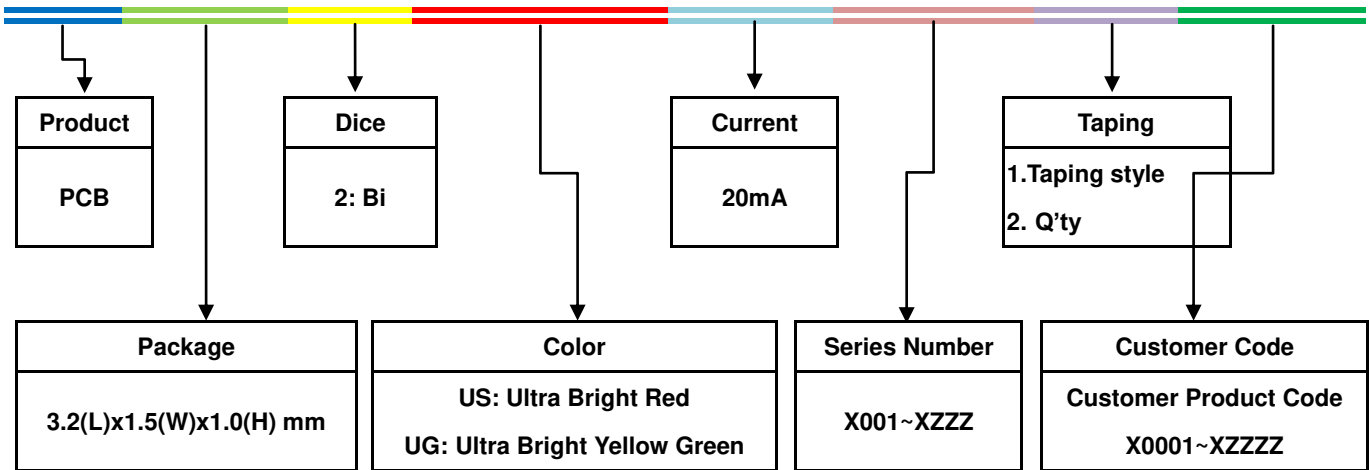 Product
PCB
Dice
2: Bi
Current
20mA
Taping
1.Taping style
2. Q’ty
Package
3.2(L)x1.5(W)x1.0(H) mm
Color
US: Ultra Bright Red
UG: Ultra Bright Yellow Green
Series Number
X001~XZZZ
Customer Code
Customer Product Code
X0001~XZZZZ